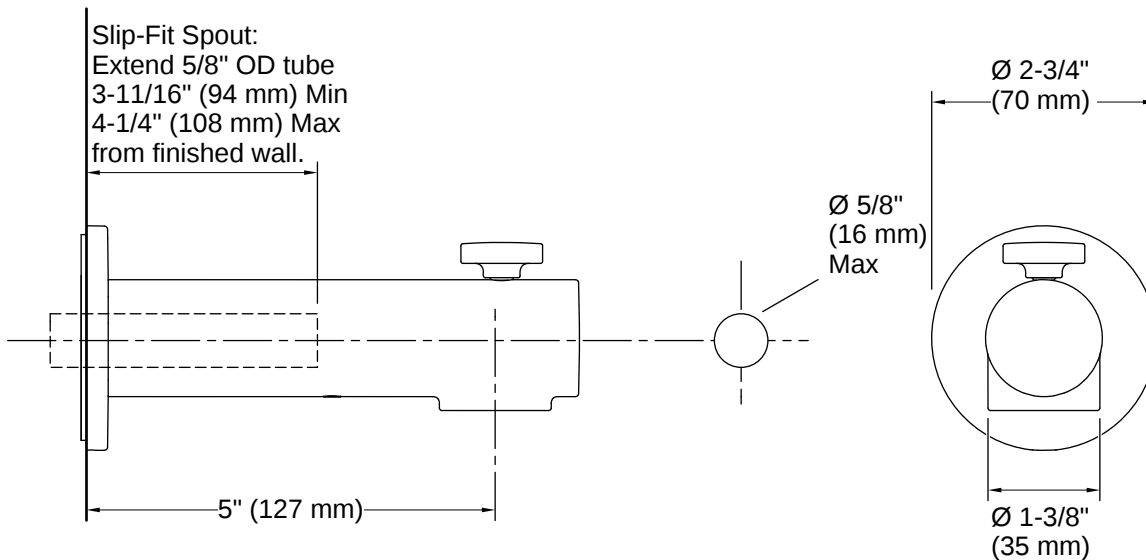 Slip-Fit Spout:
Extend 5/8" OD tube
3-11/16" (94 mm) Min
4-1/4" (108 mm) Max
from finished wall.
Ø 2-3/4"
(70 mm)
Ø 5/8"
(16 mm)
Max
5" (127 mm)
Ø 1-3/8"
(35 mm)